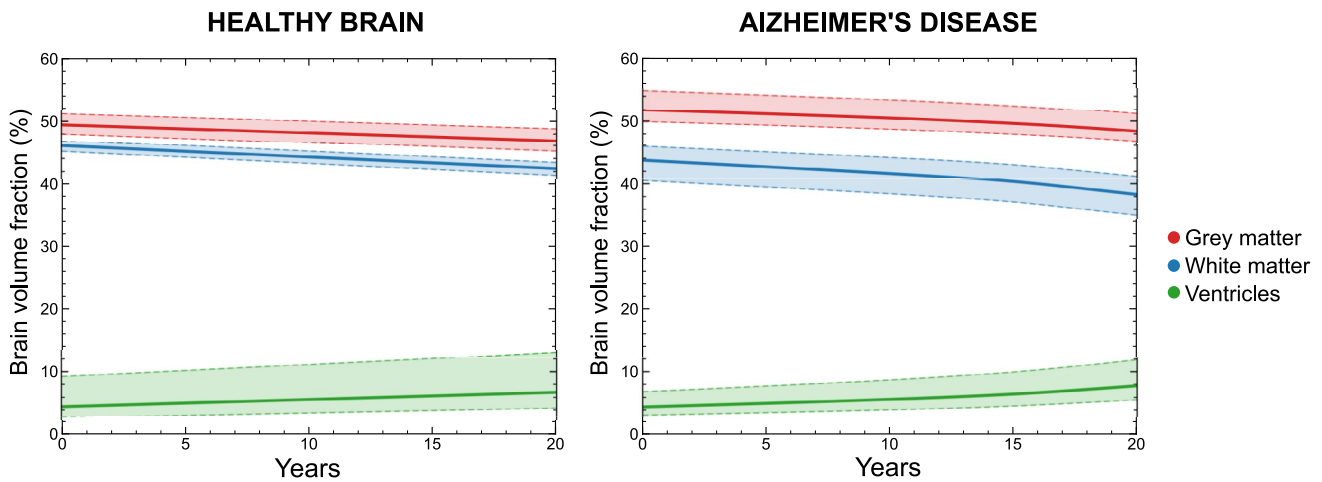 HEALTHY BRAIN
60
50
40
30
20
10
0
Brain volume fraction (%)
0 5 10 15 20
Years
AIZHEIMER'S DISEASE
60
50
40
30
20
10
0
Brain volume fraction (%)
0 5 10 15 20
Years
Grey matter
White matter
Ventricles